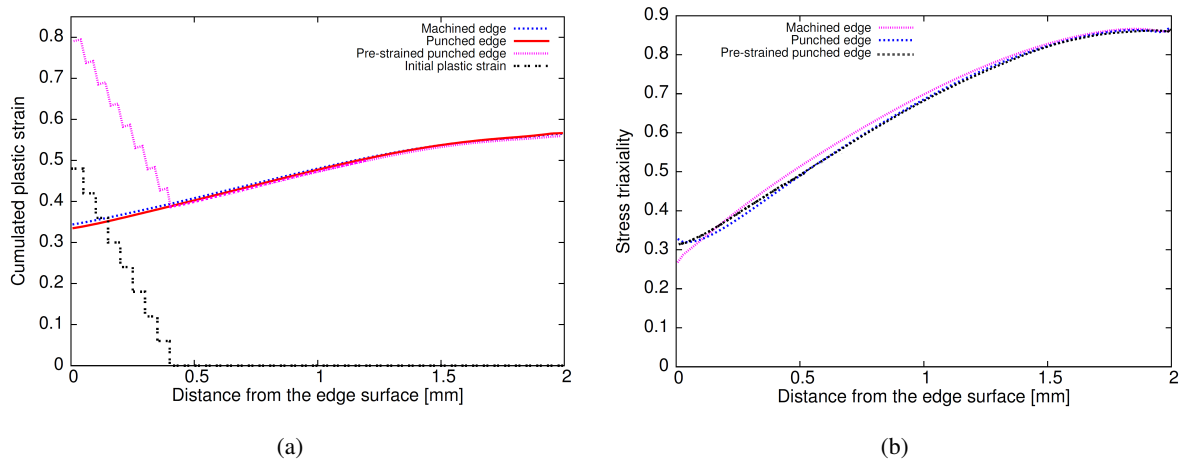 Machined edge
Punched edge
Pre-strained punched edge
Initial plastic strain
Cumulated plastic strain
0.8
0.7
0.6
0.5
0.4
0.3
0.2
0.1
0
0 0.5 1 1.5 2
Distance from the edge surface [mm]
(a)
Machined edge
Punched edge
Pre-strained punched edge
Stress triaxiality
0.9
0.8
0.7
0.6
0.5
0.4
0.3
0.2
0.1
0
0 0.5 1 1.5 2
Distance from the edge surface [mm]
(b)